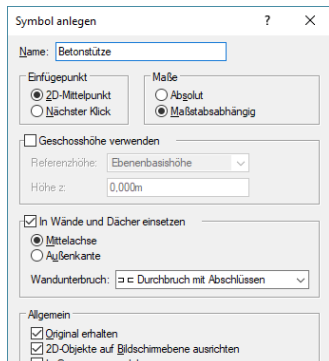 Symbol anlegen
Name: Betonstütze
Einfügepunkt
2D-Mittelpunkt
Nächster Klick
Maße
Absolut
Maßstabsabhängig
Geschosshöhe verwenden
Referenzhöhe: Ebenenbasishöhe
Höhe z: 0,000m
In Wände und Dächer einsetzen
Mittelachse
Außenkante
Wandunterbruch: Durchbruch mit Abschlüssen
Allgemein
Original erhalten
2D-Objekte auf Bildschirmebene ausrichten